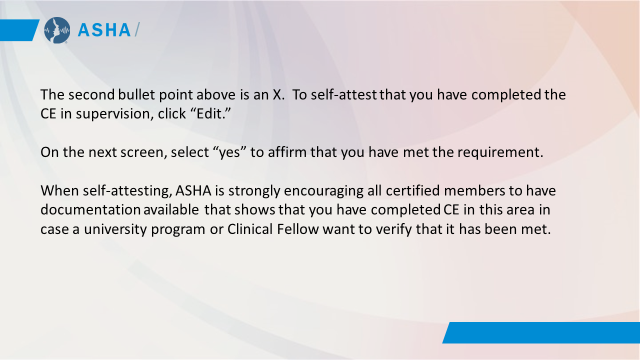 ASHA/
The second bullet point above is an X. To self-attest that you have completed the
CE in supervision, click “Edit.”
On the next screen, select “yes” to affirm that you have met the requirement.
When self-attesting, ASHA is strongly encouraging all certified members to have
documentation available that shows that you have completed CE in this area in
case a university program or Clinical Fellow want to verify that it has been met.